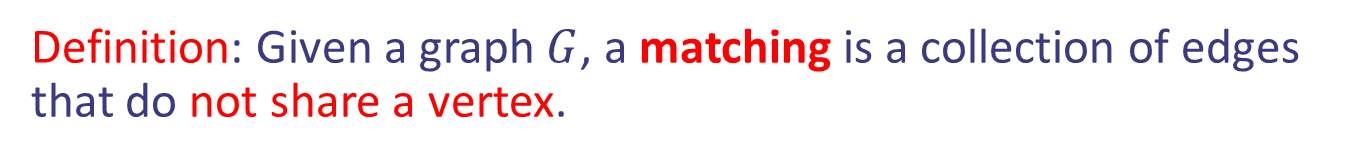 Definition: Given a graph 𝐺, a matching is a collection of edges
that do not share a vertex.